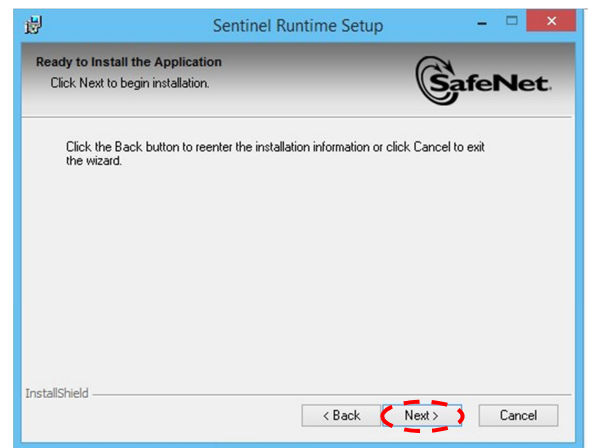 Sentinel Runtime Setup
Ready to Install the Application
Click Next to begin installation.
SafeNet.
Click the Back button to reenter the installation information or click Cancel to exit
the wizard.
InstallShield
< Back Next > Cancel